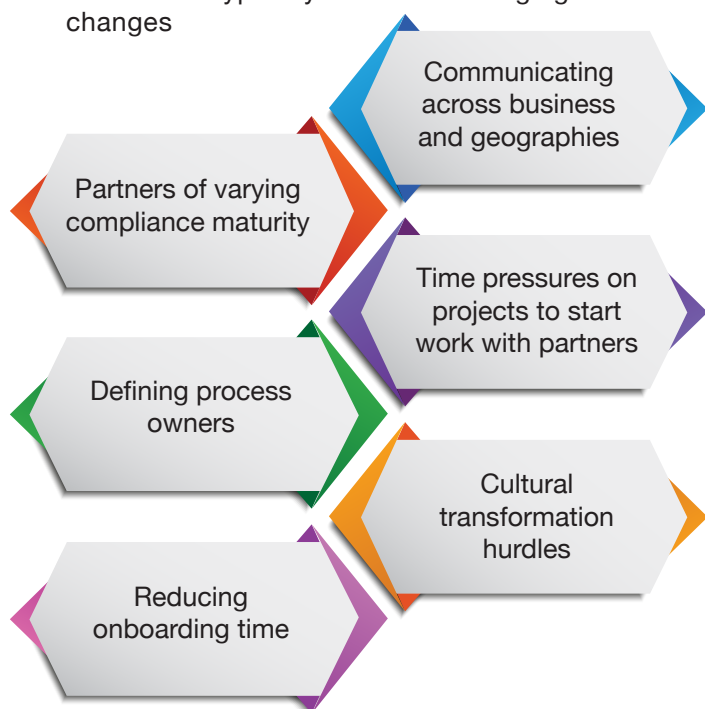 changes
Communicating
across business
and geographies
Partners of varying
compliance maturity
Time pressures on
projects to start
work with partners
Defining process
owners
Cultural
transformation
hurdles
Reducing
onboarding time